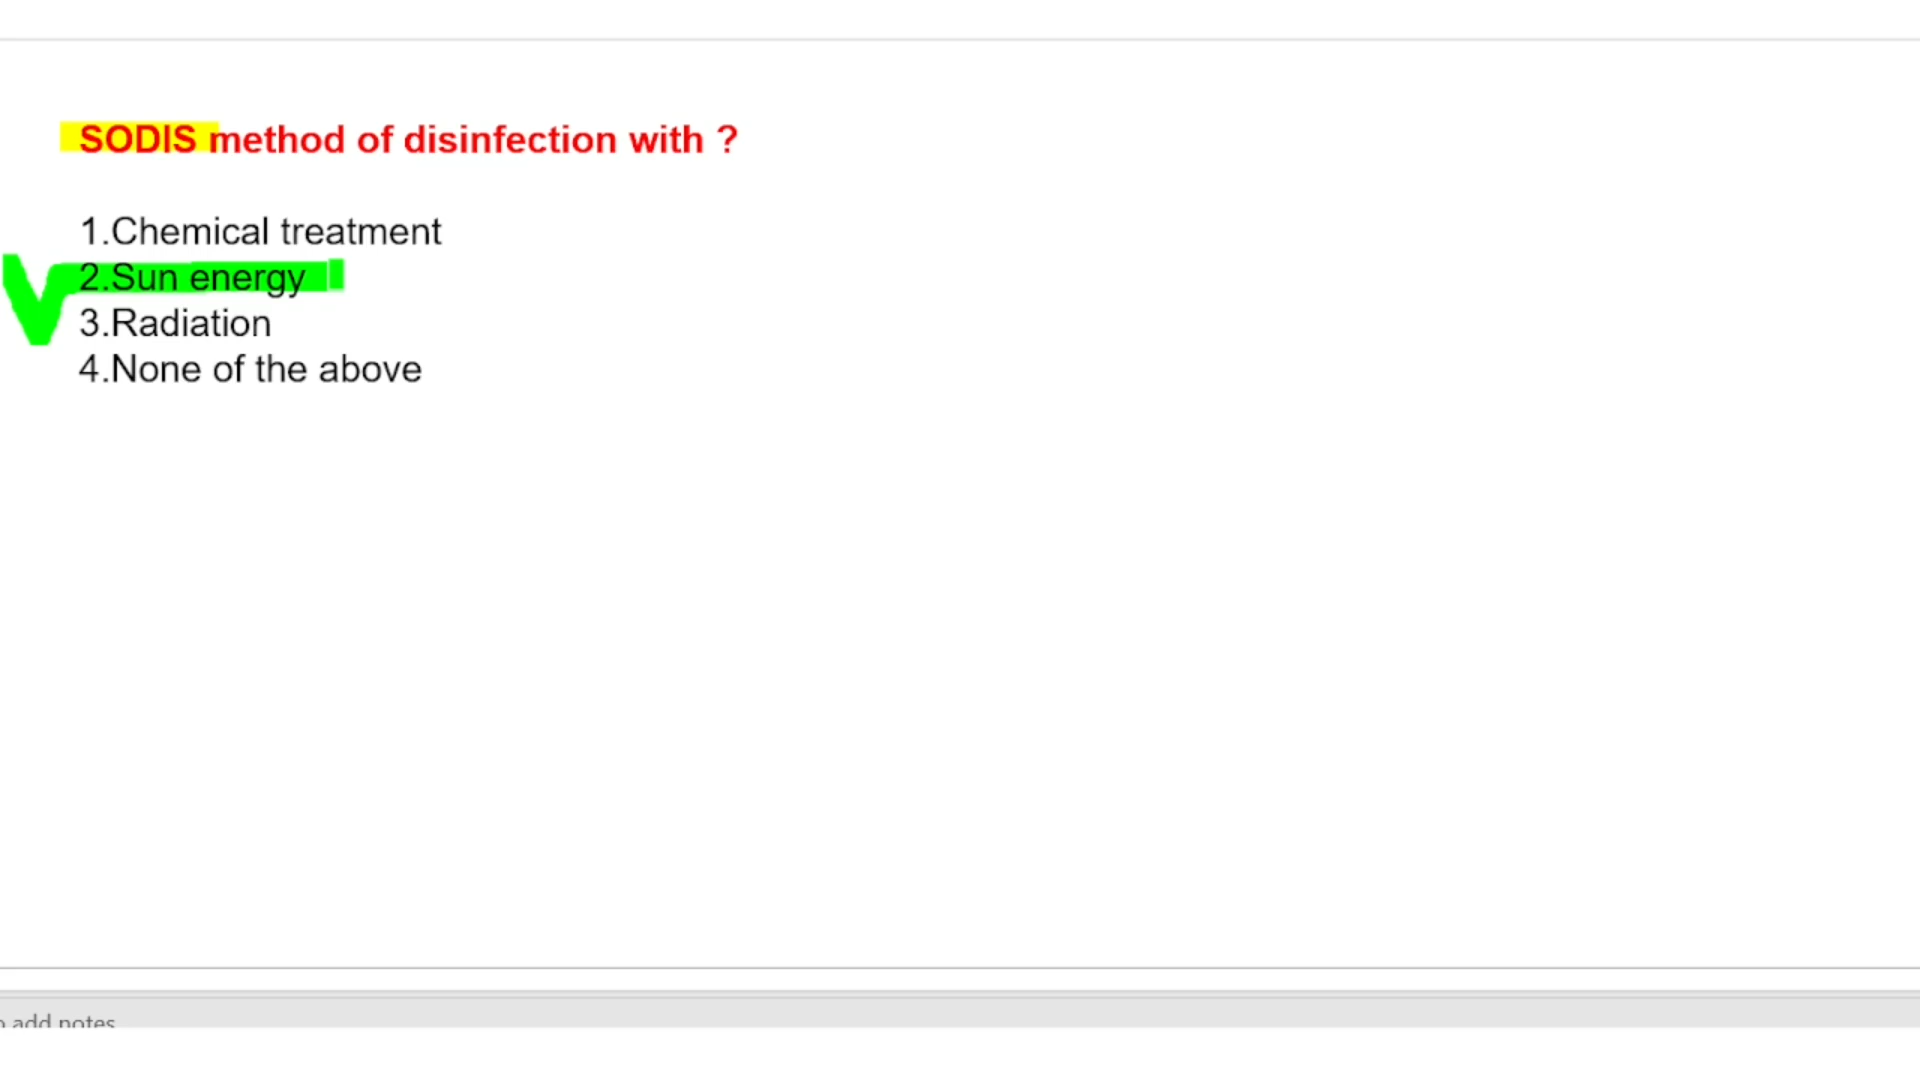 SODIS method of disinfection with ?
1.Chemical treatment
2.Sun energy
3.Radiation
4.None of the above
add notes